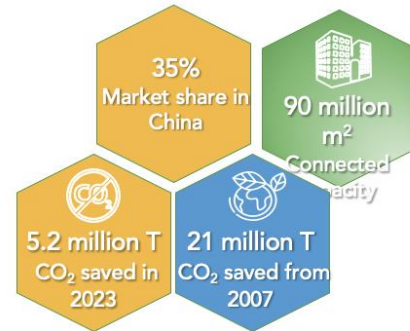 35%
Market share in
China
90 million
m²
Connected
5.2 million T
CO₂ saved in
2023
21 million T
CO₂ saved from
2007
CO₂